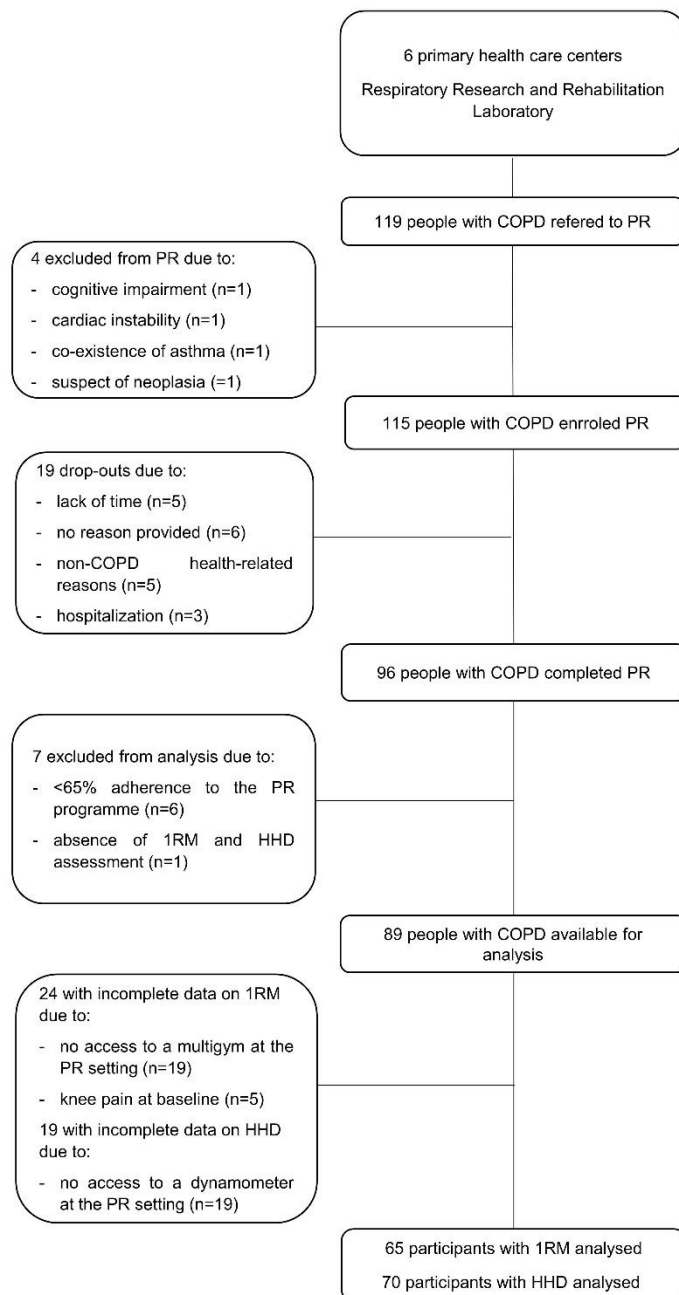 6 primary health care centers
Respiratory Research and Rehabilitation
Laboratory
119 people with COPD refered to PR
4 excluded from PR due to:
- cognitive impairment (n=1)
- cardiac instability (n=1)
- co-existence of asthma (n=1)
- suspect of neoplasia (=1)
115 people with COPD enrroled PR
19 drop-outs due to:
- lack of time (n=5)
- no reason provided (n=6)
- non-COPD health-related
reasons (n=5)
- hospitalization (n=3)
96 people with COPD completed PR
7 excluded from analysis due to:
- <65% adherence to the PR
programme (n=6)
- absence of 1RM and HHD
assessment (n=1)
89 people with COPD available for
analysis
24 with incomplete data on 1RM
due to:
- no access to a multigym at the
PR setting (n=19)
- knee pain at baseline (n=5)
19 with incomplete data on HHD
due to:
- no access to a dynamometer
at the PR setting (n=19)
65 participants with 1RM analysed
70 participants with HHD analysed